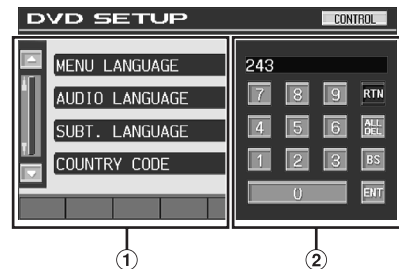 DVD SETUP
CONTROL
MENU LANGUAGE
AUDIO LANGUAGE
SUBT. LANGUAGE
COUNTRY CODE
243
7 8 9 RTN
4 5 6 ALL DEL
1 2 3 BS
0 ENT
1 2